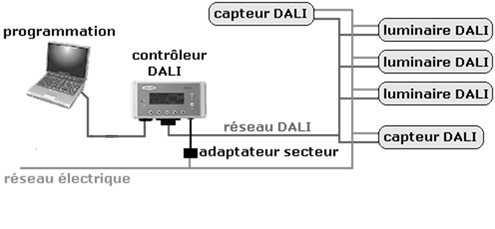 capteur DALI
programmation
luminaire DALI
contrôleur
DALI
luminaire DALI
luminaire DALI
réseau DALI
capteur DALI
adaptateur secteur
réseau électrique